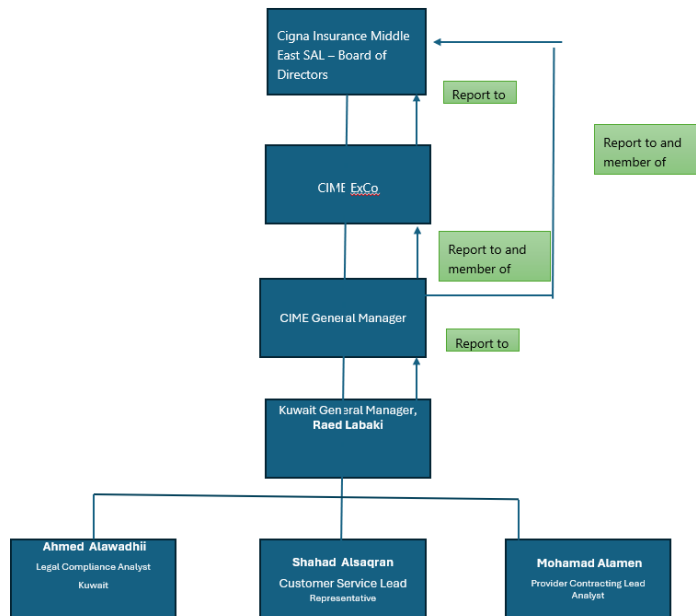 Cigna Insurance Middle
East SAL – Board of
Directors
Report to
Report to and
member of
CIME ExCo
Report to and
member of
CIME General Manager
Report to
Kuwait General Manager,
Raed Labaki
Ahmed Alawadhii
Legal Compliance Analyst
Kuwait
Shahad Alsaqran
Customer Service Lead
Representative
Mohamad Alamen
Provider Contracting Lead
Analyst